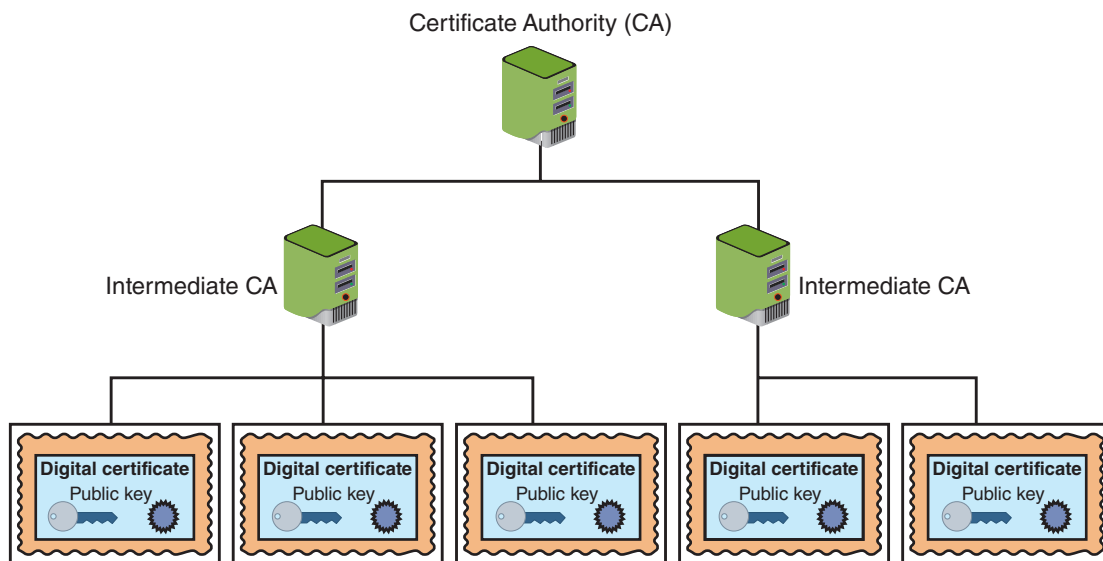 Certificate Authority (CA)
Intermediate CA
Intermediate CA
Digital certificate
Public key
Digital certificate
Public key
Digital certificate
Public key
Digital certificate
Public key
Digital certificate
Public key